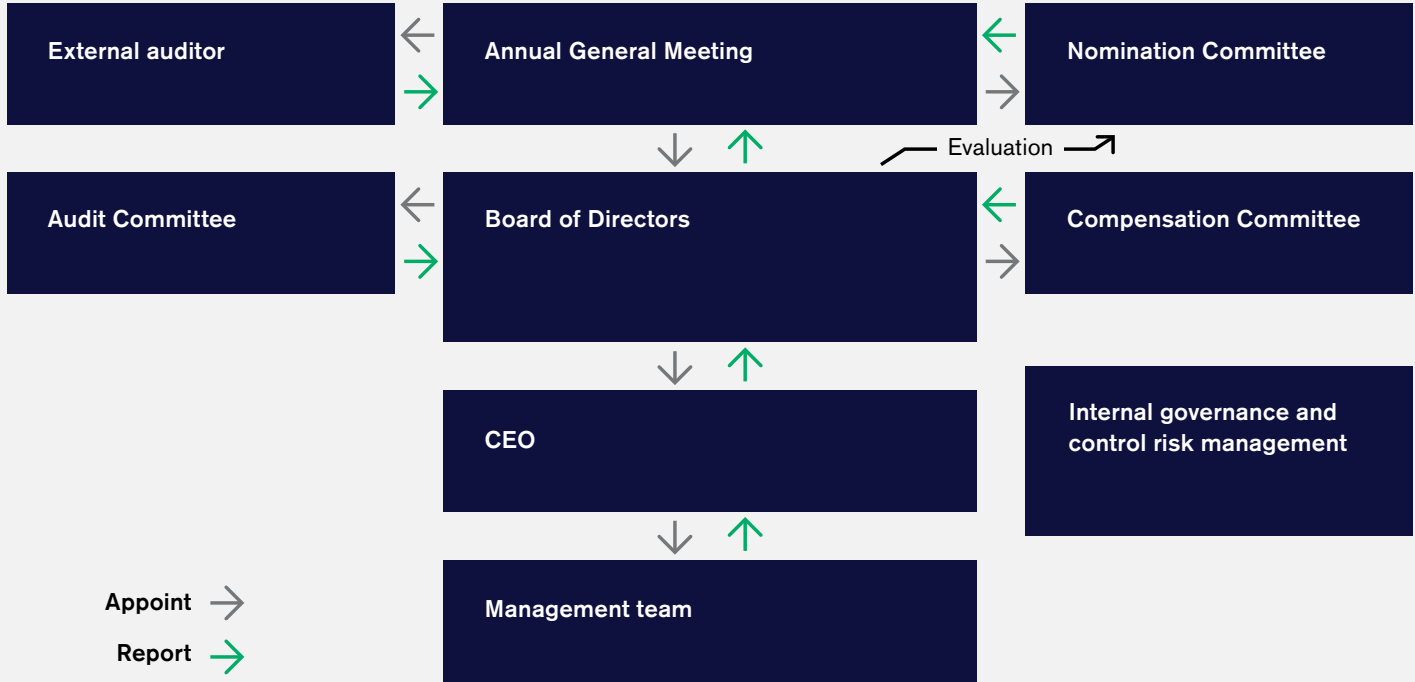 External auditor
Annual General Meeting
Nomination Committee
Evaluation
Audit Committee
Board of Directors
Compensation Committee
CEO
Internal governance and
control risk management
Management team
Appoint
Report